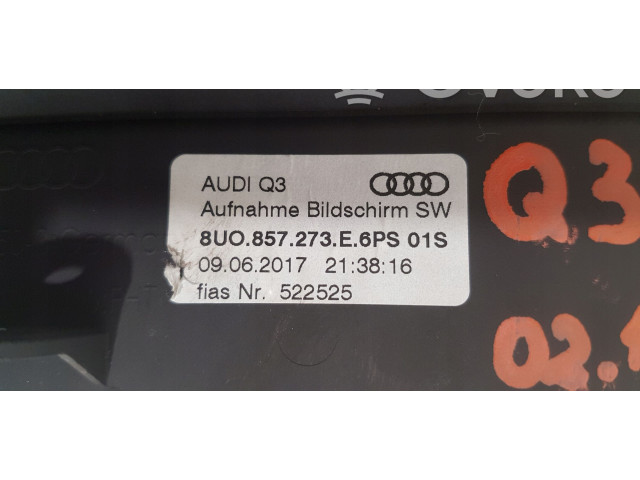 AUDI Q3
Aufnahme Bildschirm SW
8UO.857.273.E.6PS 01S
09.06.2017 21:38:16
fias Nr. 522525
Q3